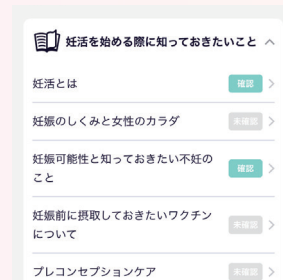 妊活を始める際に知っておきたいこと
妊活とは
確認
妊娠のしくみと女性のカラダ
未確認
妊娠可能性と知っておきたい不妊の
こと
確認
妊娠前に摂取しておきたいワクチン
について
未確認
プレコンセプションケア
未確認